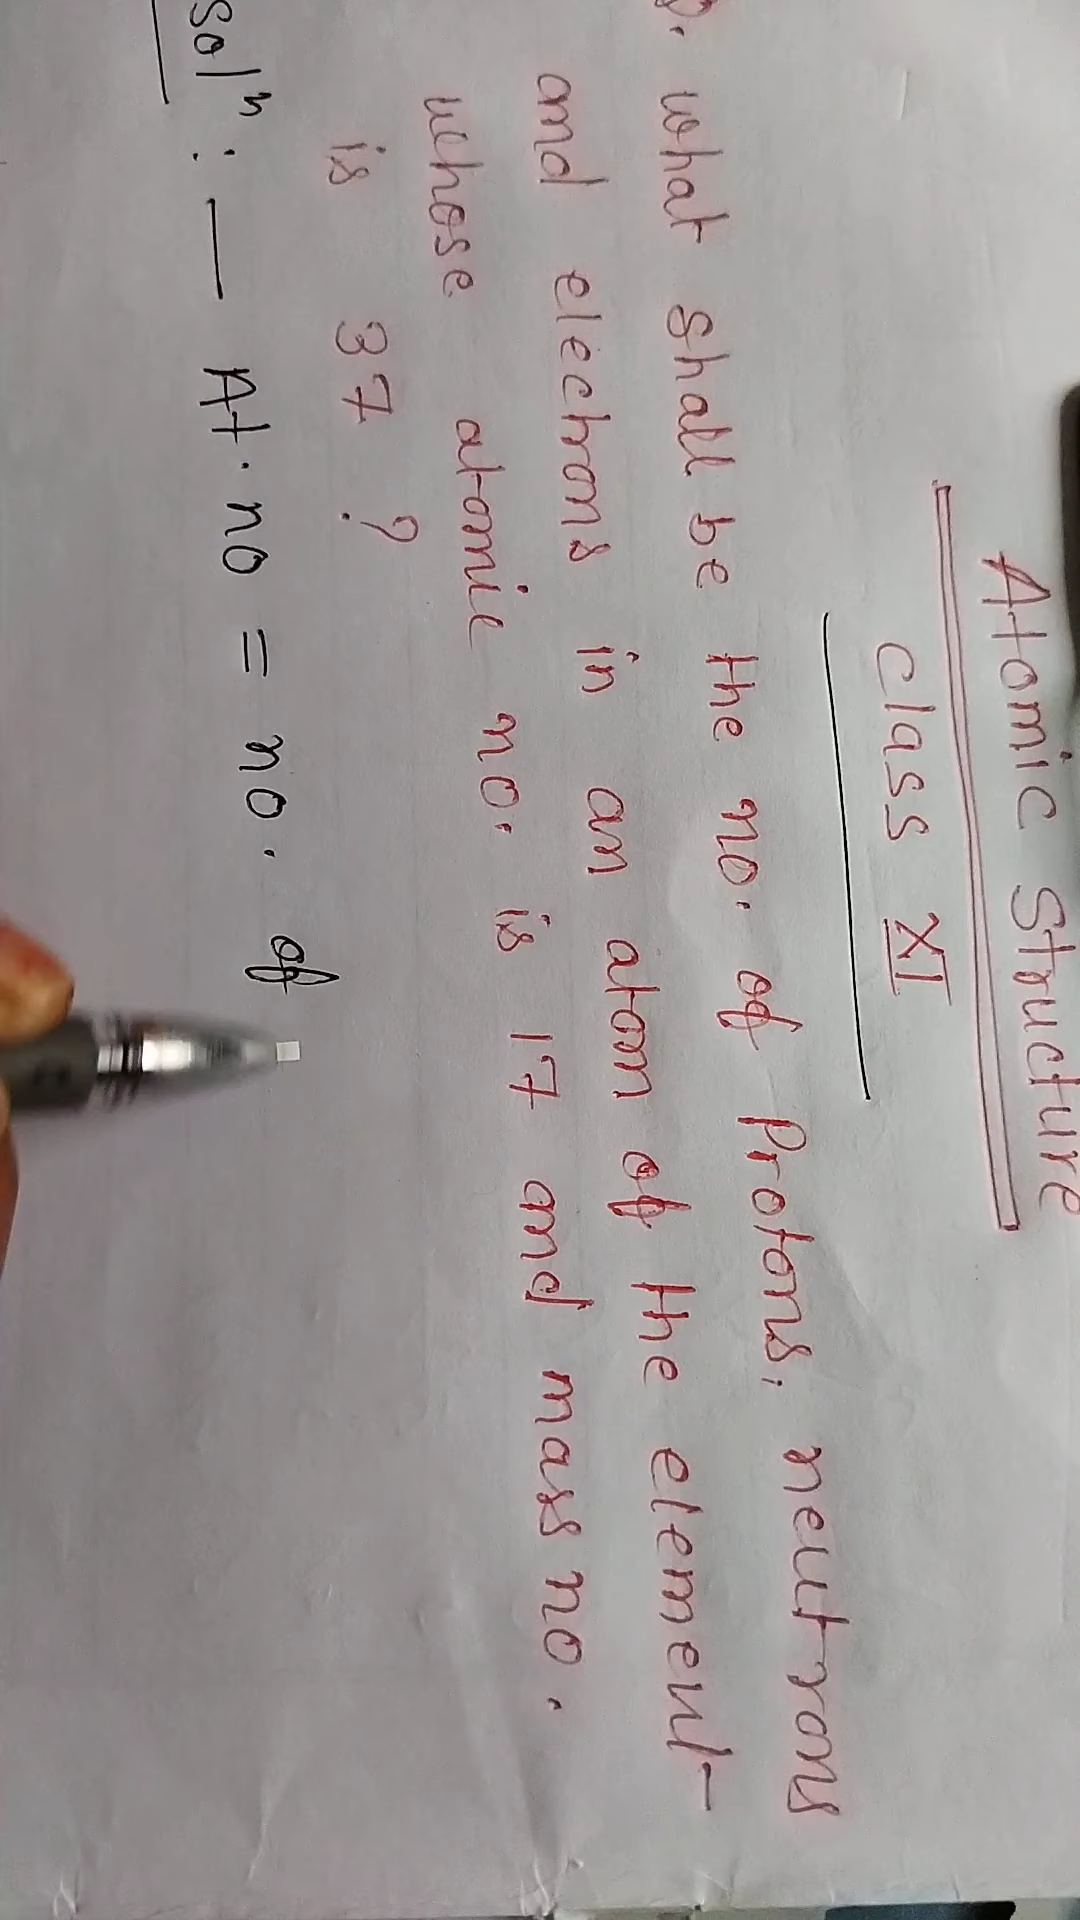 Atomic Structure
class XI
what shall be the no. of Protons, neutrons
and electrons in an atom of the element
whose atomic no. is 17 and mass no.
is 37 ?
Solⁿ : — At. no = no. of